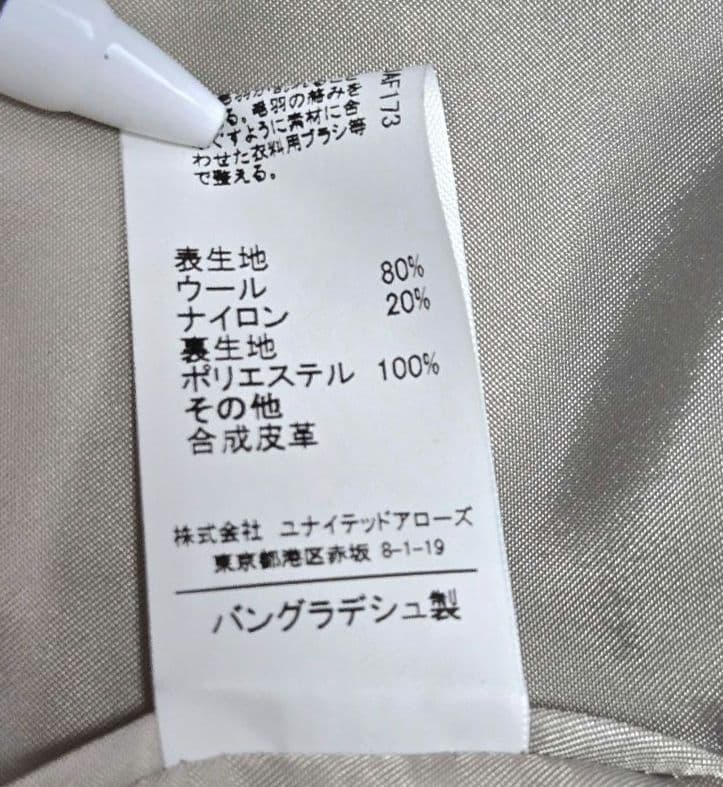 る。毛羽の絡みを
ぐすように素材に合
わせた衣料用ブラシ等
で整える。
AF173
表生地
ウール 80%
ナイロン 20%
裏生地
ポリエステル 100%
その他
合成皮革
株式会社 ユナイテッドアローズ
東京都港区赤坂 8-1-19
バングラデシュ製